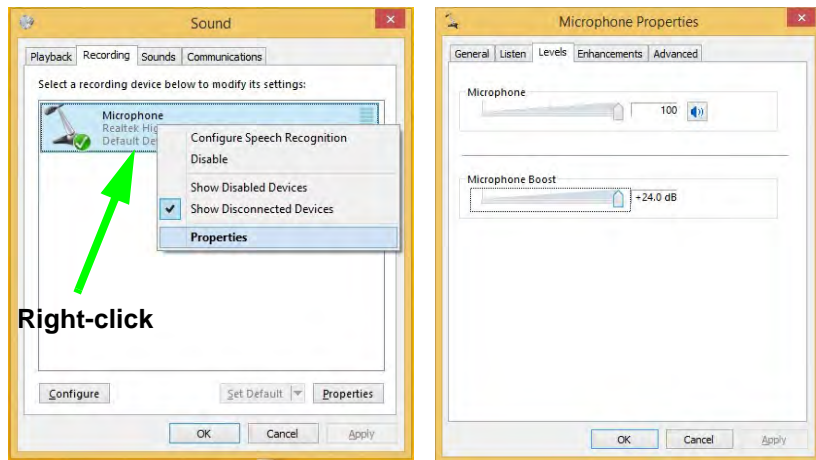 Sound
Playback Recording Sounds Communications
Select a recording device below to modify its settings:
Microphone
Realtek Hig
Default De
Configure Speech Recognition
Disable
Show Disabled Devices
Show Disconnected Devices
Properties
Right-click
Configure Set Default Properties
OK Cancel Apply
Microphone Properties
General Listen Levels Enhancements Advanced
Microphone
100
Microphone Boost
+24.0 dB
OK Cancel Apply